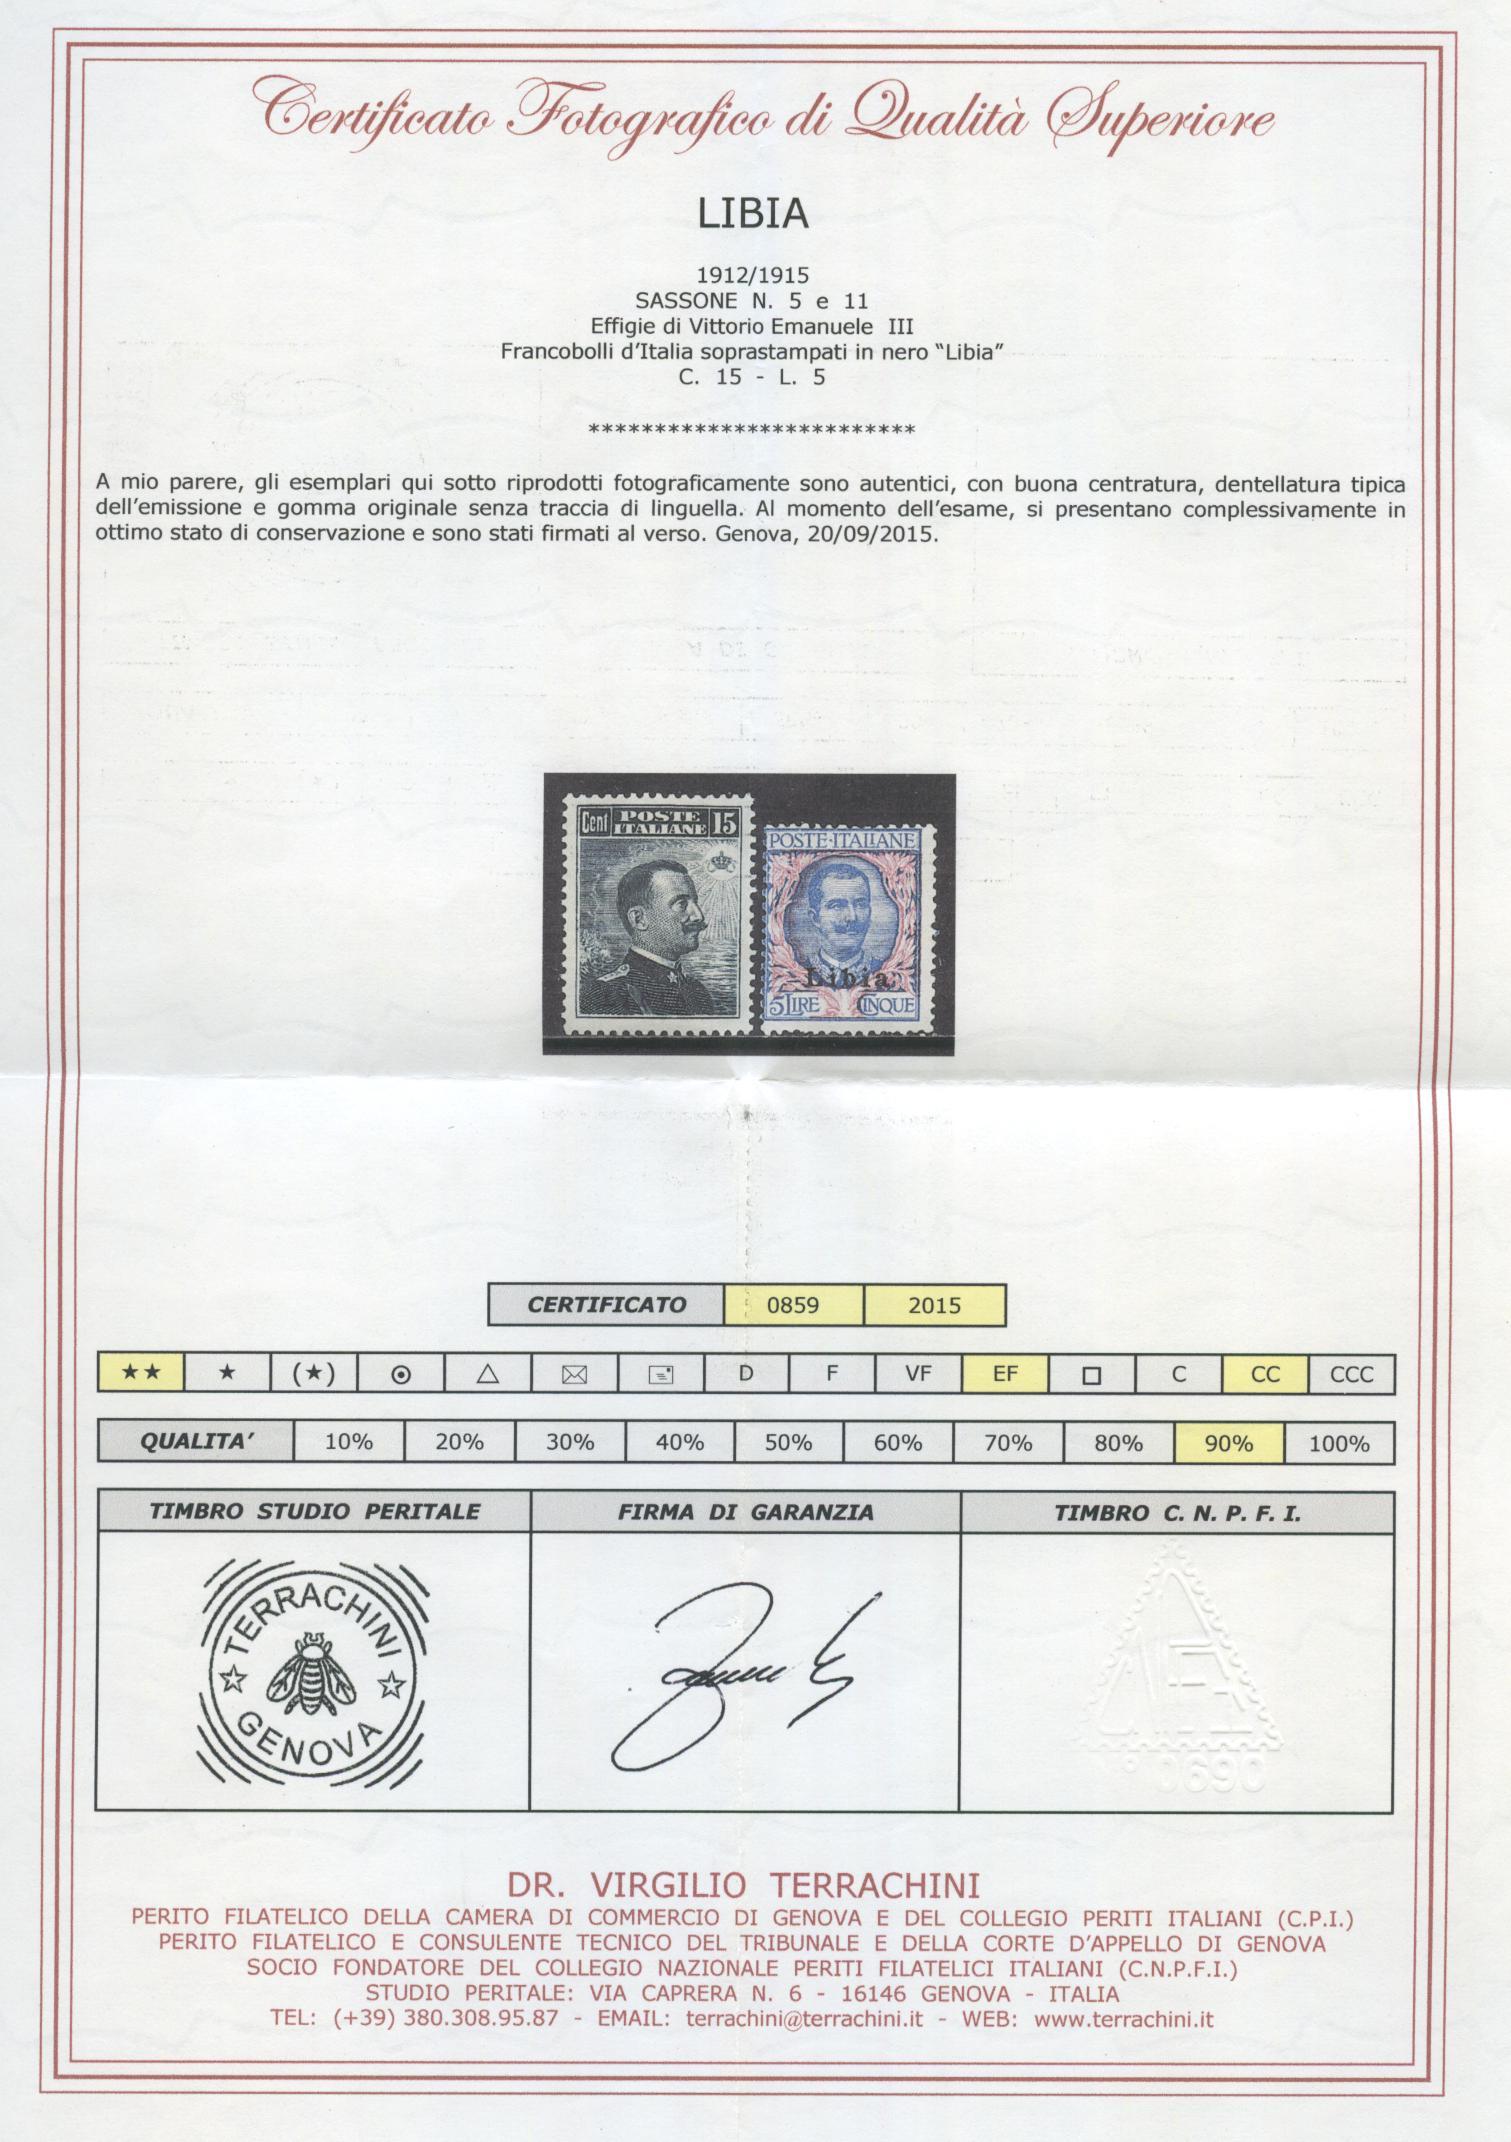 Certificato Fotografico di Qualità Superiore
LIBIA
1912/1915
SASSONE N. 5 e 11
Effigie di Vittorio Emanuele III
Francobolli d'Italia soprastampati in nero “Libia”
C. 15 - L. 5
*************************
A mio parere, gli esemplari qui sotto riprodotti fotograficamente sono autentici, con buona centratura, dentellatura tipica
dell'emissione e gomma originale senza traccia di linguella. Al momento dell'esame, si presentano complessivamente in
ottimo stato di conservazione e sono stati firmati al verso. Genova, 20/09/2015.
Cent POSTE ITALIANE 15
POSTE·ITALIANE
Libia
5 LIRE CINQUE
CERTIFICATO 0859 2015
★★ ★ (★) ⊙ △ ✉ D F VF EF □ C CC CCC
QUALITA' 10% 20% 30% 40% 50% 60% 70% 80% 90% 100%
TIMBRO STUDIO PERITALE FIRMA DI GARANZIA TIMBRO C. N. P. F. I.
TERRACHINI
GENOVA
0690
DR. VIRGILIO TERRACHINI
PERITO FILATELICO DELLA CAMERA DI COMMERCIO DI GENOVA E DEL COLLEGIO PERITI ITALIANI (C.P.I.)
PERITO FILATELICO E CONSULENTE TECNICO DEL TRIBUNALE E DELLA CORTE D'APPELLO DI GENOVA
SOCIO FONDATORE DEL COLLEGIO NAZIONALE PERITI FILATELICI ITALIANI (C.N.P.F.I.)
STUDIO PERITALE: VIA CAPRERA N. 6 - 16146 GENOVA - ITALIA
TEL: (+39) 380.308.95.87 - EMAIL: terrachini@terrachini.it - WEB: www.terrachini.it